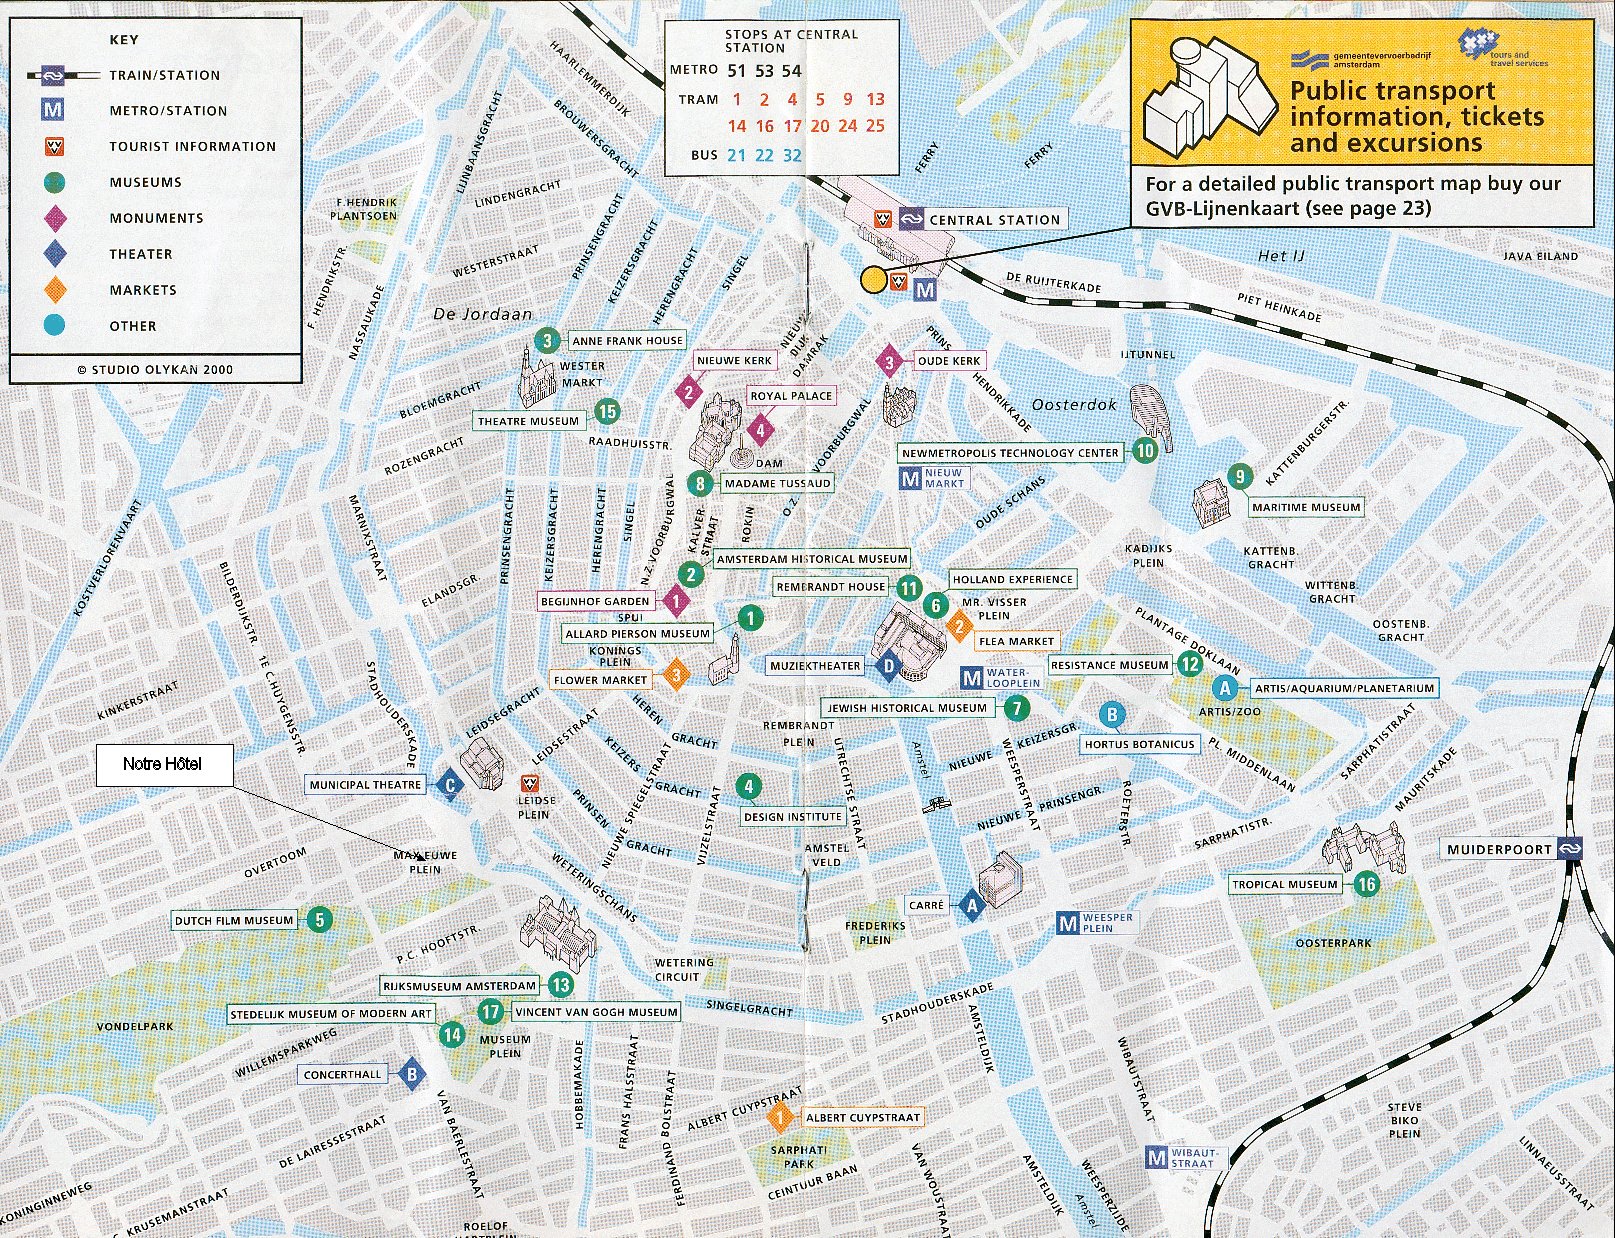 KEY
TRAIN/STATION
M METRO/STATION
TOURIST INFORMATION
MUSEUMS
MONUMENTS
THEATER
MARKETS
OTHER
© STUDIO OLYKAN 2000
STOPS AT CENTRAL
STATION
METRO 51 53 54
TRAM 1 2 4 5 9 13
14 16 17 20 24 25
BUS 21 22 32
gemeentevervoerbedrijf
amsterdam
tours and
travel services
Public transport
information, tickets
and excursions
For a detailed public transport map buy our
GVB-Lijnenkaart (see page 23)
HAARLEMMERDIJK
BROUWERSGRACHT
LIJNBAANSGRACHT
LINDENGRACHT
F.HENDRIK
PLANTSOEN
WESTERSTRAAT
PRINSENGRACHT
KEIZERSGRACHT
HERENGRACHT
SINGEL
F. HENDRIKSTR.
NASSAUKADE
De Jordaan
FERRY
FERRY
CENTRAL STATION
M
Het IJ
JAVA EILAND
DE RUIJTERKADE
PIET HEINKADE
3 ANNE FRANK HOUSE
WESTER
MARKT
THEATRE MUSEUM 15
NIEUWE KERK
2
ROYAL PALACE
4
NIEUW
DIJK
DAMRAK
3 OUDE KERK
PRINS
HENDRIKKADE
IJTUNNEL
Oosterdok
BLOEMGRACHT
ROZENGRACHT
RAADHUISSTR.
DAM
8 MADAME TUSSAUD
O.Z. VOORBURGWAL
NEWMETROPOLIS TECHNOLOGY CENTER 10
M NIEUW
MARKT
KATTENBURGERSTR.
9
MARITIME MUSEUM
OUDE SCHANS
KOSTVERLORENVAART
MARNIXSTRAAT
PRINSENGRACHT
KEIZERSGRACHT
HERENGRACHT
SINGEL
N.Z.VOORBURGWAL
KALVER-
STRAAT
ROKIN
KADIJKS
PLEIN
KATTENB.
GRACHT
WITTENB.
GRACHT
OOSTENB.
GRACHT
BILDERDIJKSTR.
ELANDSGR.
2 AMSTERDAM HISTORICAL MUSEUM
BEGIJNHOF GARDEN 1
SPUI
REMBRANDT HOUSE 11
HOLLAND EXPERIENCE
6
MR. VISSER
PLEIN
2
FLEA MARKET
ALLARD PIERSON MUSEUM 1
KONINGS
PLEIN
FLOWER MARKET 3
MUZIEKTHEATER D
M WATER-
LOOPLEIN
PLANTAGE DOKLAAN
RESISTANCE MUSEUM 12
A ARTIS/AQUARIUM/PLANETARIUM
ARTIS/ZOO
JEWISH HISTORICAL MUSEUM 7
B
HORTUS BOTANICUS
1E C.HUYGENSSTR.
STADHOUDERSKADE
KINKERSTRAAT
LEIDSEGRACHT
LEIDSESTRAAT
HEREN GRACHT
KEIZERS GRACHT
PRINSEN GRACHT
NIEUWE SPIEGELSTRAAT
VIJZELSTRAAT
REMBRANDT
PLEIN
UTRECHTSE STRAAT
Amstel
NIEUWE KEIZERSGR.
WEESPERSTRAAT
NIEUWE PRINSENGR.
ROETERSSTR.
PL. MIDDENLAAN
SARPHATISTRAAT
MAURITSKADE
SARPHATISTR.
Notre Hôtel
MUNICIPAL THEATRE C
LEIDSE
PLEIN
4
DESIGN INSTITUTE
AMSTEL
VELD
MAX EUWE
PLEIN
OVERTOOM
WETERINGSCHANS
CARRÉ A
M WEESPER
PLEIN
TROPICAL MUSEUM 16
MUIDERPOORT
OOSTERPARK
DUTCH FILM MUSEUM 5
P.C. HOOFTSTR.
FREDERIKS
PLEIN
WETERING
CIRCUIT
SINGELGRACHT
STADHOUDERSKADE
RIJKSMUSEUM AMSTERDAM 13
STEDELIJK MUSEUM OF MODERN ART 14
17 VINCENT VAN GOGH MUSEUM
MUSEUM
PLEIN
VONDELPARK
WILLEMSPARKWEG
CONCERTHALL B
HOBBEMAKADE
FRANS HALSSTRAAT
FERDINAND BOLSTRAAT
ALBERT CUYPSTRAAT
1 ALBERT CUYPSTRAAT
SARPHATI
PARK
CEINTUUR BAAN
VAN WOUSTRAAT
AMSTELDIJK
AMSTELDIJK
Amstel
WEESPERZIJDE
WIBAUTSTRAAT
M WIBAUT-
STRAAT
STEVE
BIKO
PLEIN
LINNAEUSSTRAAT
DE LAIRESSESTRAAT
VAN BAERLESTRAAT
KONINGINNEWEG
C. KRUSEMANSTRAAT
ROELOF
HARTPLEIN